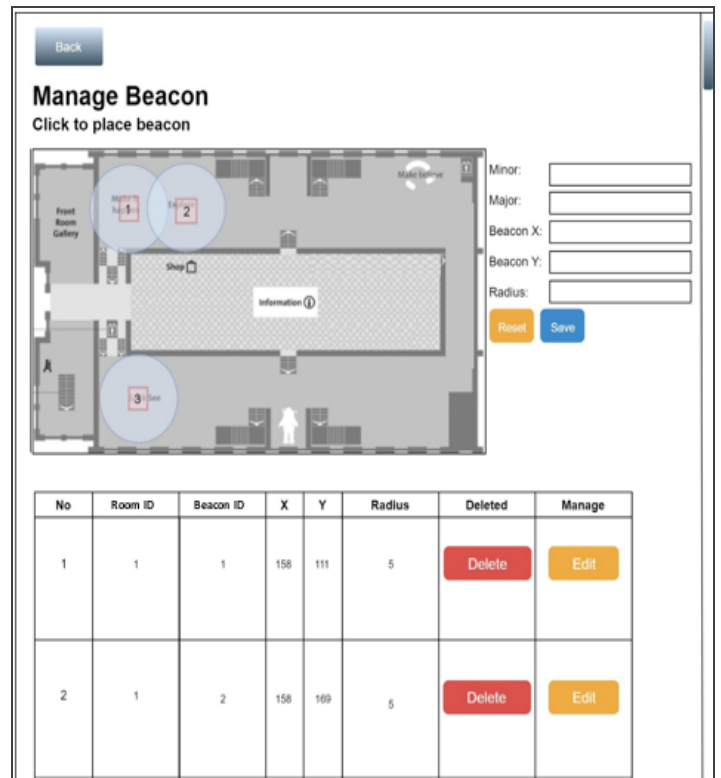 Back
Manage Beacon
Click to place beacon
Make believe
Front
Room
Gallery
1
2
Shop
Information
3
See
Minor:
Major:
Beacon X:
Beacon Y:
Radius:
Reset Save
No Room ID Beacon ID X Y Radius Deleted Manage
1 1 1 158 111 5 Delete Edit
2 1 2 158 169 5 Delete Edit